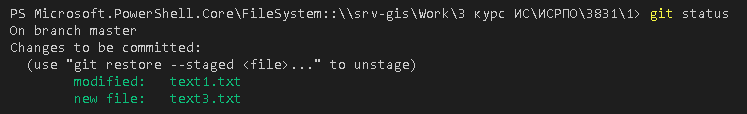 PS Microsoft.PowerShell.Core\FileSystem::\\srv-gis\Work\3 курс ИС\ИСРПО\3831\1> git status
On branch master
Changes to be committed:
  (use "git restore --staged <file>..." to unstage)
        modified:   text1.txt
        new file:   text3.txt